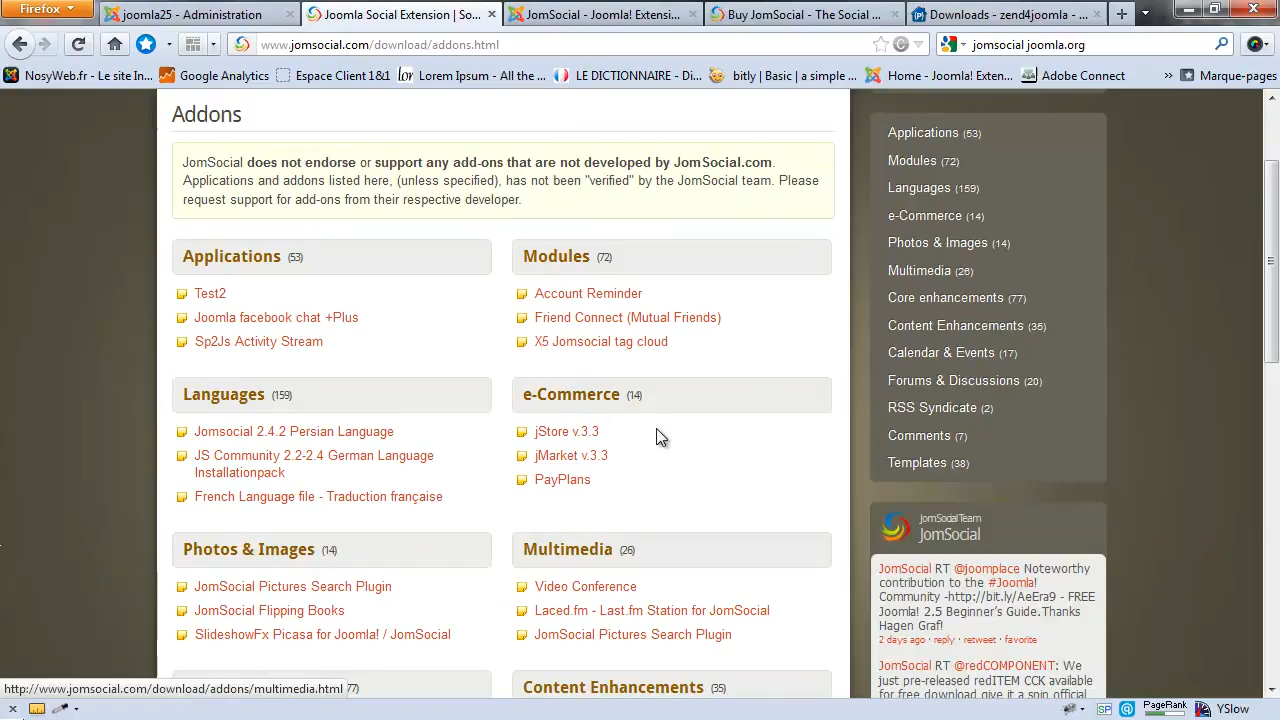 Firefox
joomla25 - Administration
Joomla Social Extension | So...
JomSocial - Joomla! Extensi...
Buy JomSocial - The Social ...
Downloads - zend4joomla - ...
www.jomsocial.com/download/addons.html
jomsocial joomla.org
NosyWeb.fr - Le site In...
Google Analytics
Espace Client 1&1
Lorem Ipsum - All the ...
LE DICTIONNAIRE - Di...
bitly | Basic | a simple ...
Home - Joomla! Exten...
Adobe Connect
»
Marque-pages
Addons
JomSocial does not endorse or support any add-ons that are not developed by JomSocial.com.
Applications and addons listed here, (unless specified), has not been "verified" by the JomSocial team. Please
request support for add-ons from their respective developer.
Applications (53)
Test2
Joomla facebook chat +Plus
Sp2Js Activity Stream
Modules (72)
Account Reminder
Friend Connect (Mutual Friends)
X5 Jomsocial tag cloud
Languages (159)
Jomsocial 2.4.2 Persian Language
JS Community 2.2-2.4 German Language
Installationpack
French Language file - Traduction française
e-Commerce (14)
jStore v.3.3
jMarket v.3.3
PayPlans
Photos & Images (14)
JomSocial Pictures Search Plugin
JomSocial Flipping Books
SlideshowFx Picasa for Joomla! / JomSocial
Multimedia (26)
Video Conference
Laced.fm - Last.fm Station for JomSocial
JomSocial Pictures Search Plugin
77)
Content Enhancements (35)
Applications (53)
Modules (72)
Languages (159)
e-Commerce (14)
Photos & Images (14)
Multimedia (26)
Core enhancements (77)
Content Enhancements (35)
Calendar & Events (17)
Forums & Discussions (20)
RSS Syndicate (2)
Comments (7)
Templates (38)
JomSocialTeam
JomSocial
JomSocial RT @joomplace Noteworthy
contribution to the #Joomla!
Community -http://bit.ly/AeEra9 - FREE
Joomla! 2.5 Beginner's Guide.Thanks
Hagen Graf!
2 days ago · reply · retweet · favorite
JomSocial RT @redCOMPONENT: We
just pre-released redITEM CCK available
for free download give it a spin official
http://www.jomsocial.com/download/addons/multimedia.html
SP
PageRank
YSlow